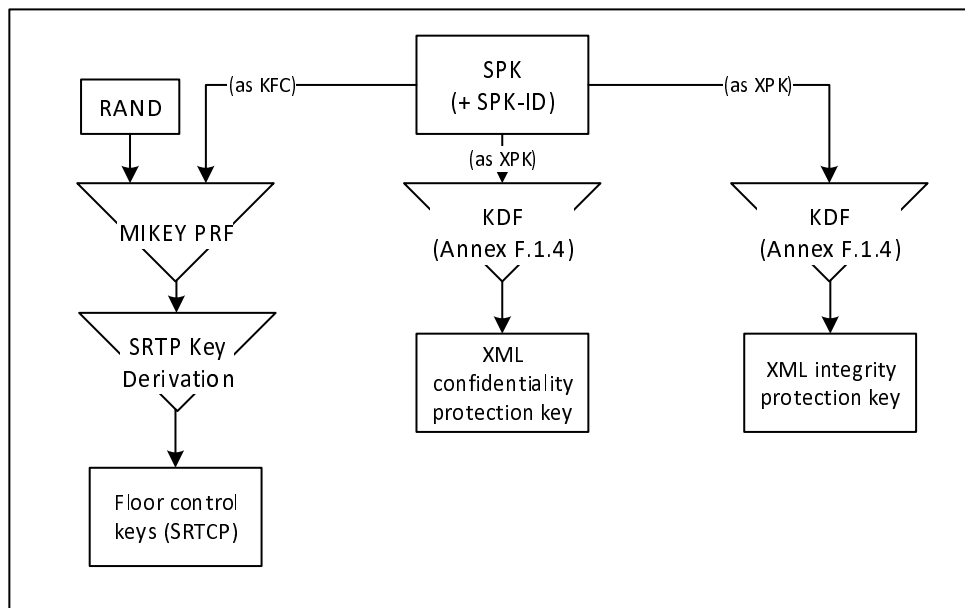 SPK
(+ SPK-ID)
(as KFC)
(as XPK)
RAND
(as XPK)
MIKEY PRF
KDF
(Annex F.1.4)
KDF
(Annex F.1.4)
SRTP Key
Derivation
XML
confidentiality
protection key
XML integrity
protection key
Floor control
keys (SRTCP)